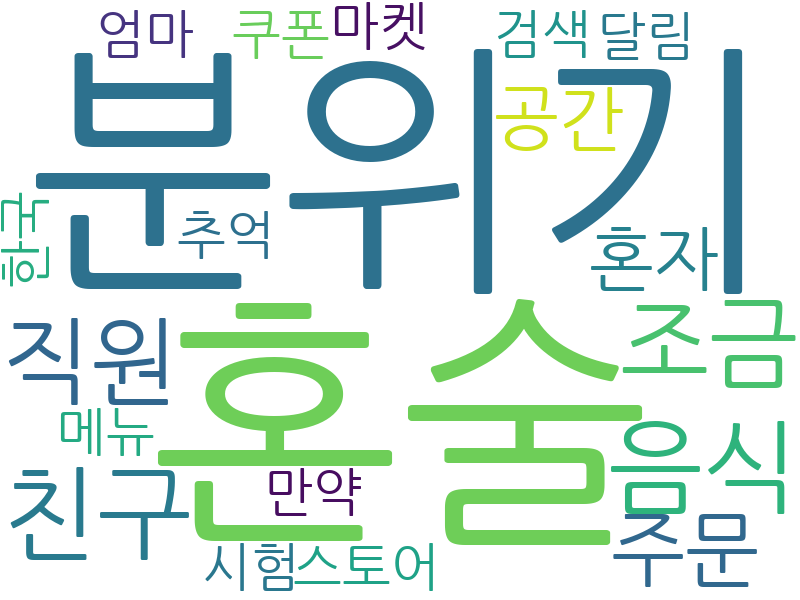 엄마 쿠폰 마켓 검색 달림
분위기
공간
한국 추억 혼자
직원 혼술 조금
메뉴 음식
친구 만약 주문
시험 스토어